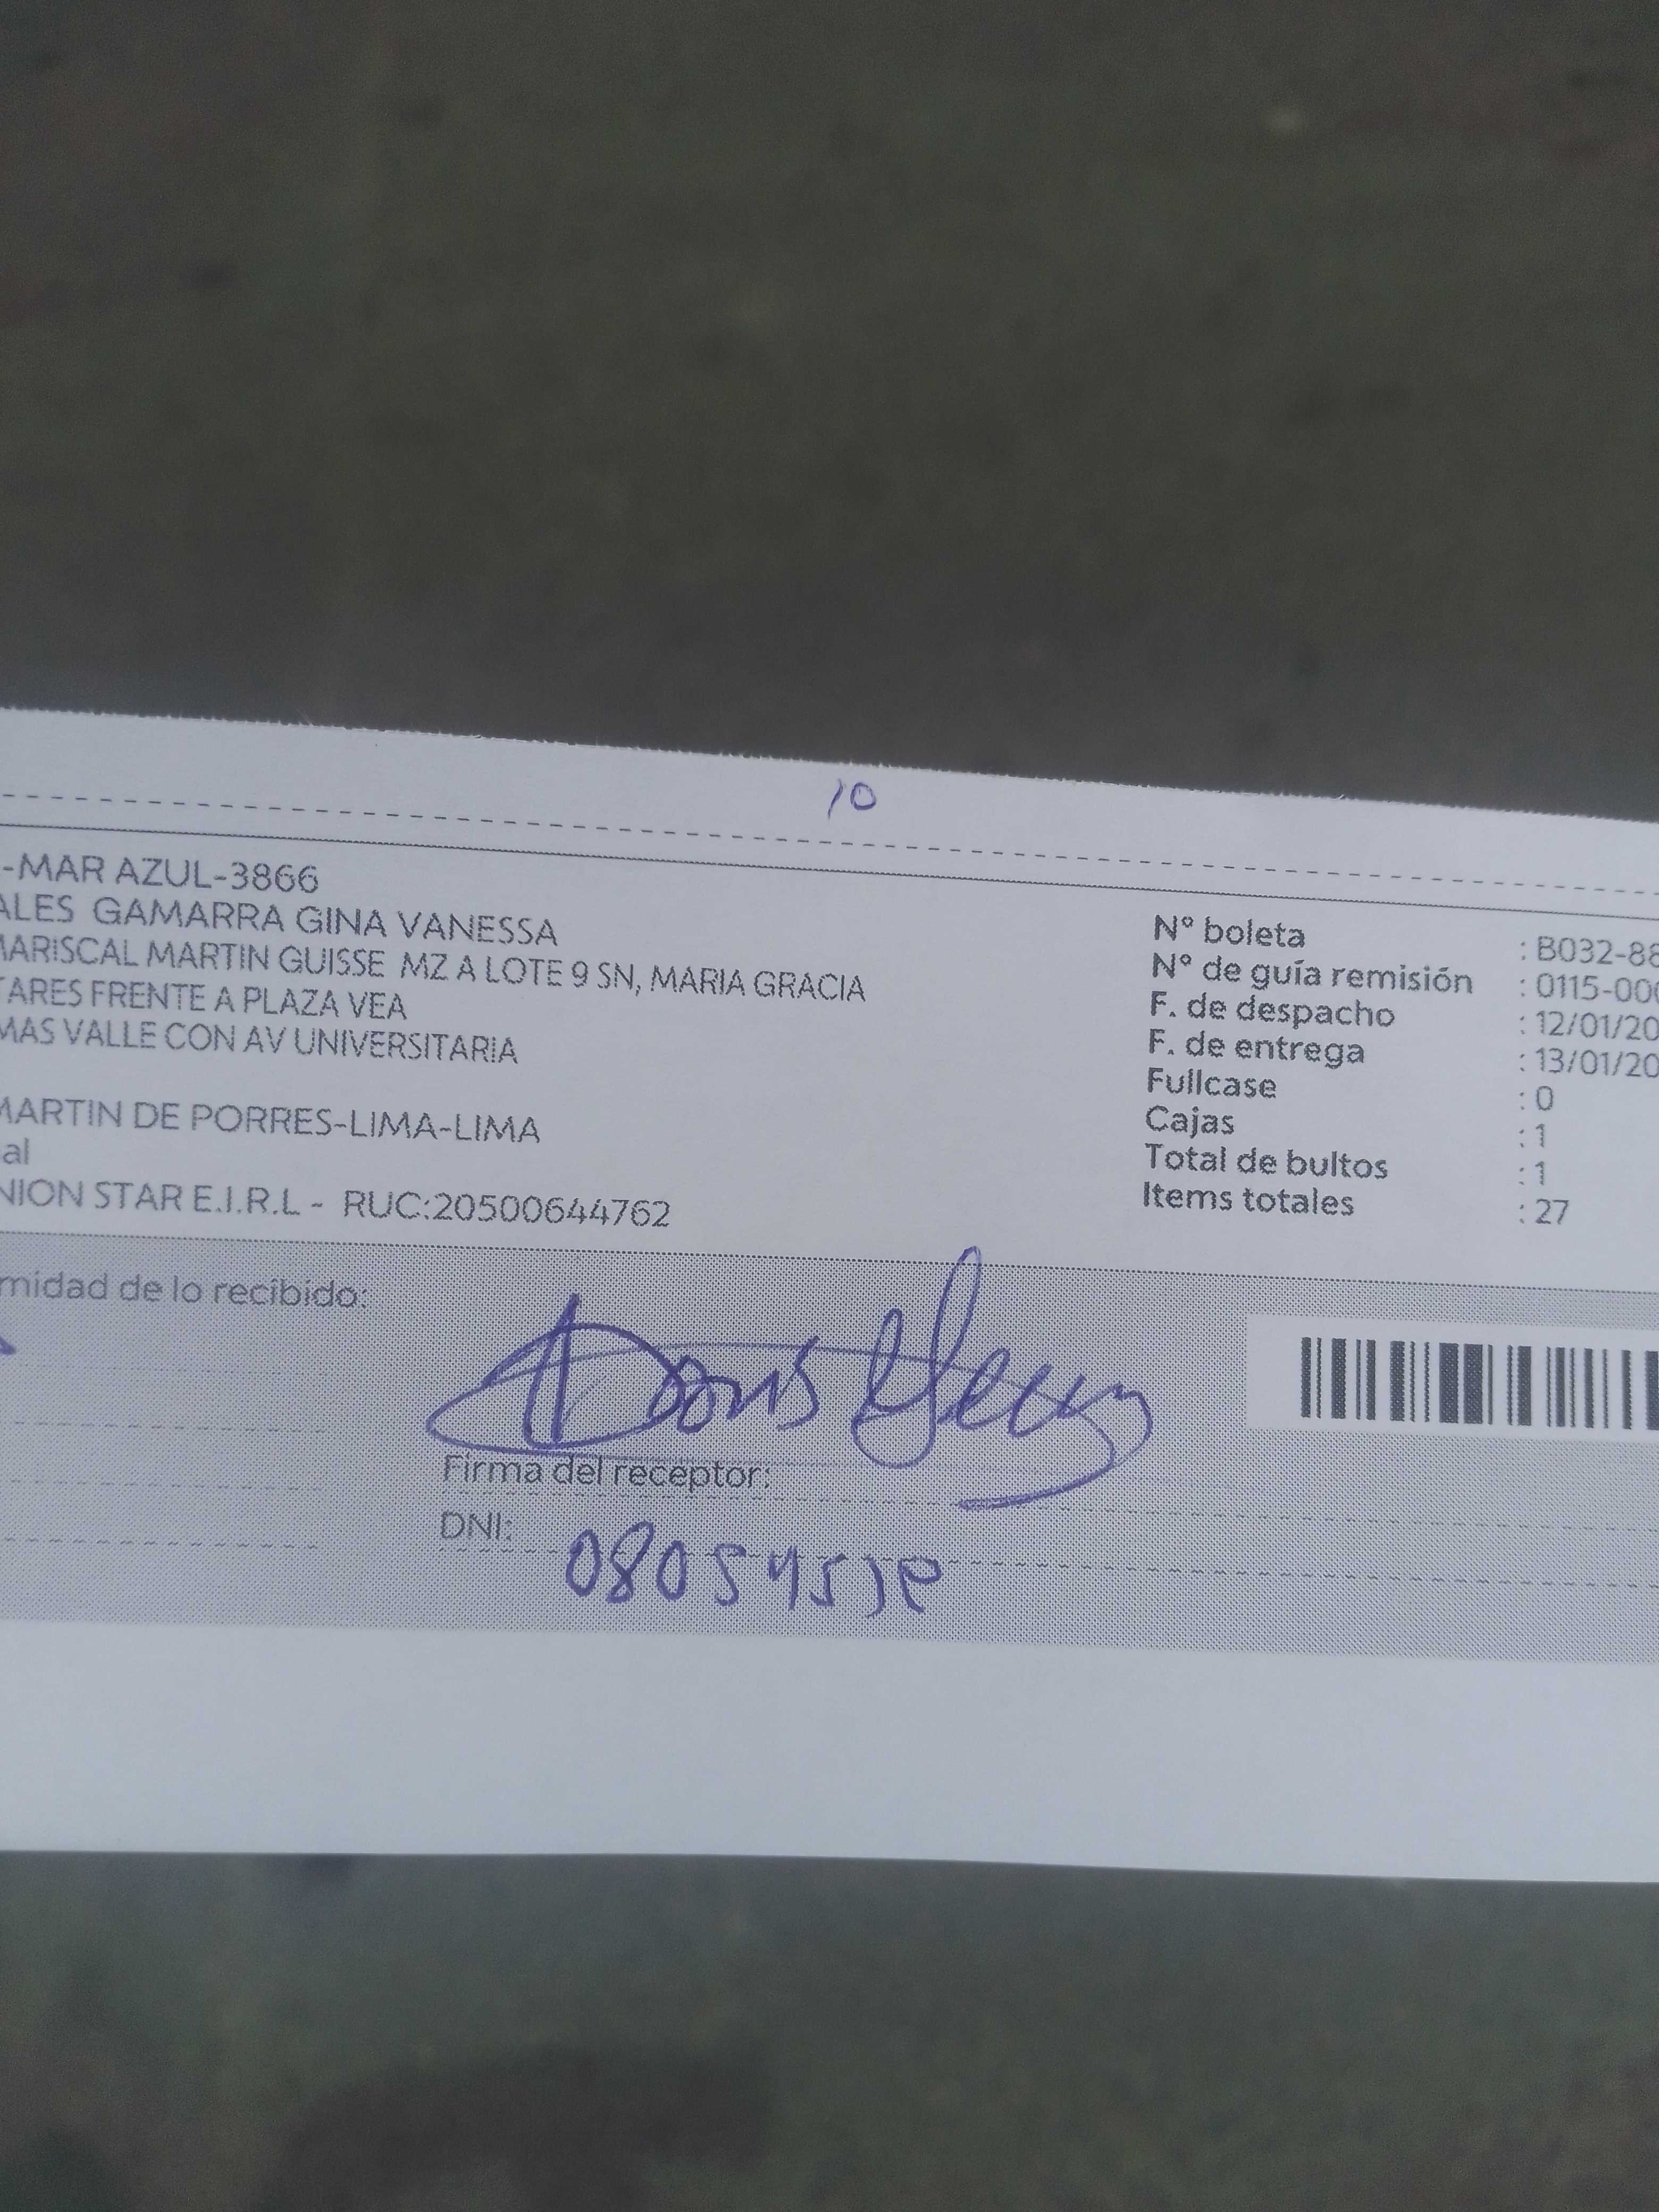 10
-MAR AZUL-3866
ALES GAMARRA GINA VANESSA
MARISCAL MARTIN GUISSE MZ A LOTE 9 SN, MARIA GRACIA
TARES FRENTE A PLAZA VEA
MAS VALLE CON AV UNIVERSITARIA
MARTIN DE PORRES-LIMA-LIMA
al
NION STAR E.I.R.L - RUC:20500644762
N° boleta : B032-88
N° de guía remisión : 0115-000
F. de despacho : 12/01/20
F. de entrega : 13/01/20
Fullcase : 0
Cajas : 1
Total de bultos : 1
Items totales : 27
midad de lo recibido:
Doris
Firma del receptor:
DNI: